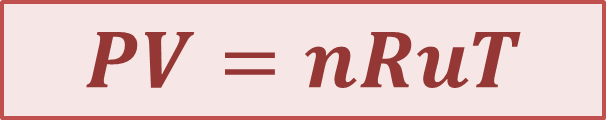 PV = nRuT